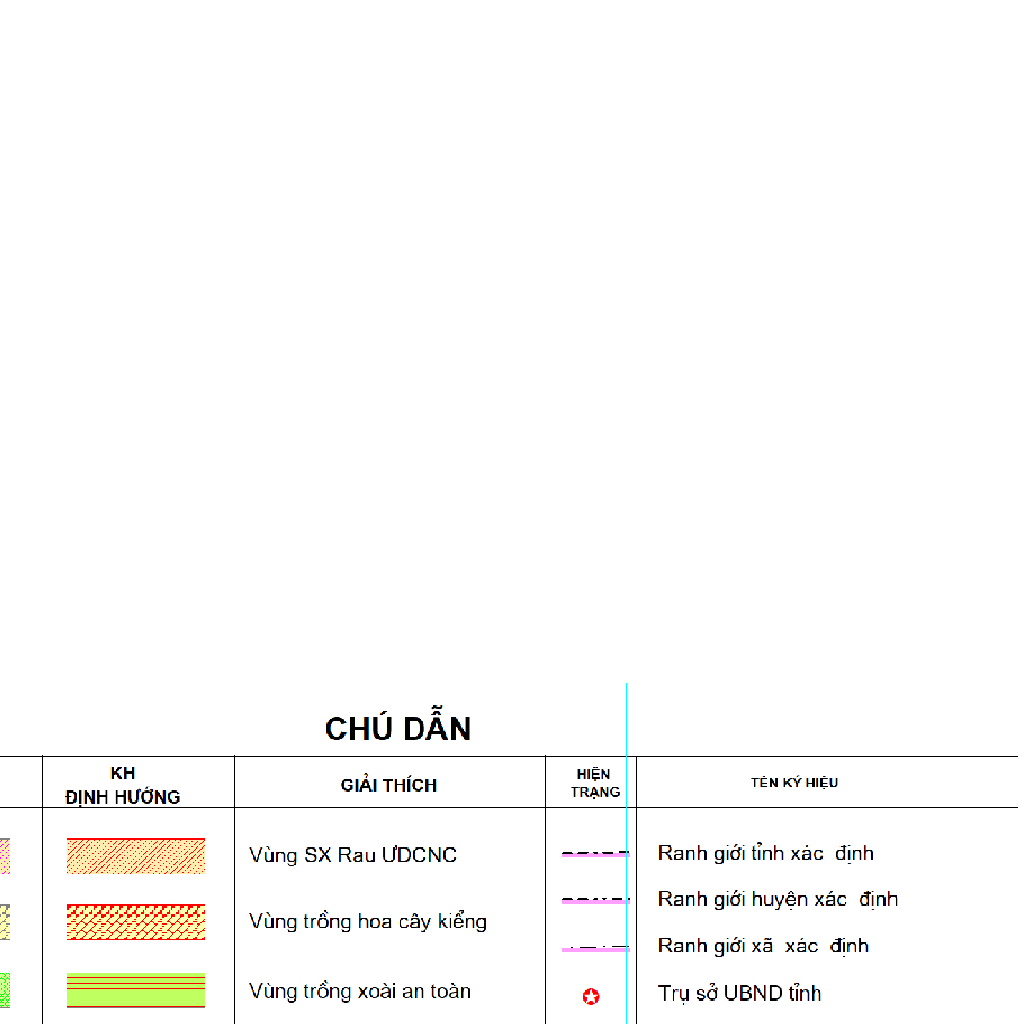 CHÚ DẪN
KH
ĐỊNH HƯỚNG
GIẢI THÍCH
HIỆN
TRẠNG
TÊN KÝ HIỆU
Vùng SX Rau ƯDCNC
Ranh giới tỉnh xác định
Vùng trồng hoa cây kiểng
Ranh giới huyện xác định
Ranh giới xã xác định
Vùng trồng xoài an toàn
Trụ sở UBND tỉnh